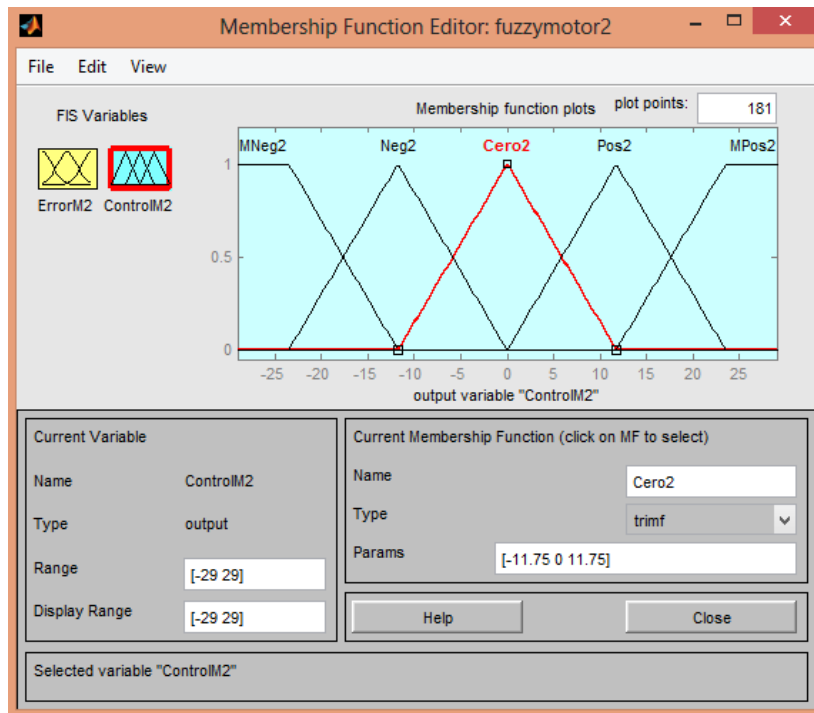 Membership Function Editor: fuzzymotor2
File Edit View
FIS Variables
Membership function plots plot points: 181
MNeg2 Neg2 Cero2 Pos2 MPos2
1
0.5
0
ErrorM2 ControlM2
-25 -20 -15 -10 -5 0 5 10 15 20 25
output variable "ControlM2"
Current Variable
Name ControlM2
Type output
Range [-29 29]
Display Range [-29 29]
Current Membership Function (click on MF to select)
Name Cero2
Type trimf
Params [-11.75 0 11.75]
Help Close
Selected variable "ControlM2"